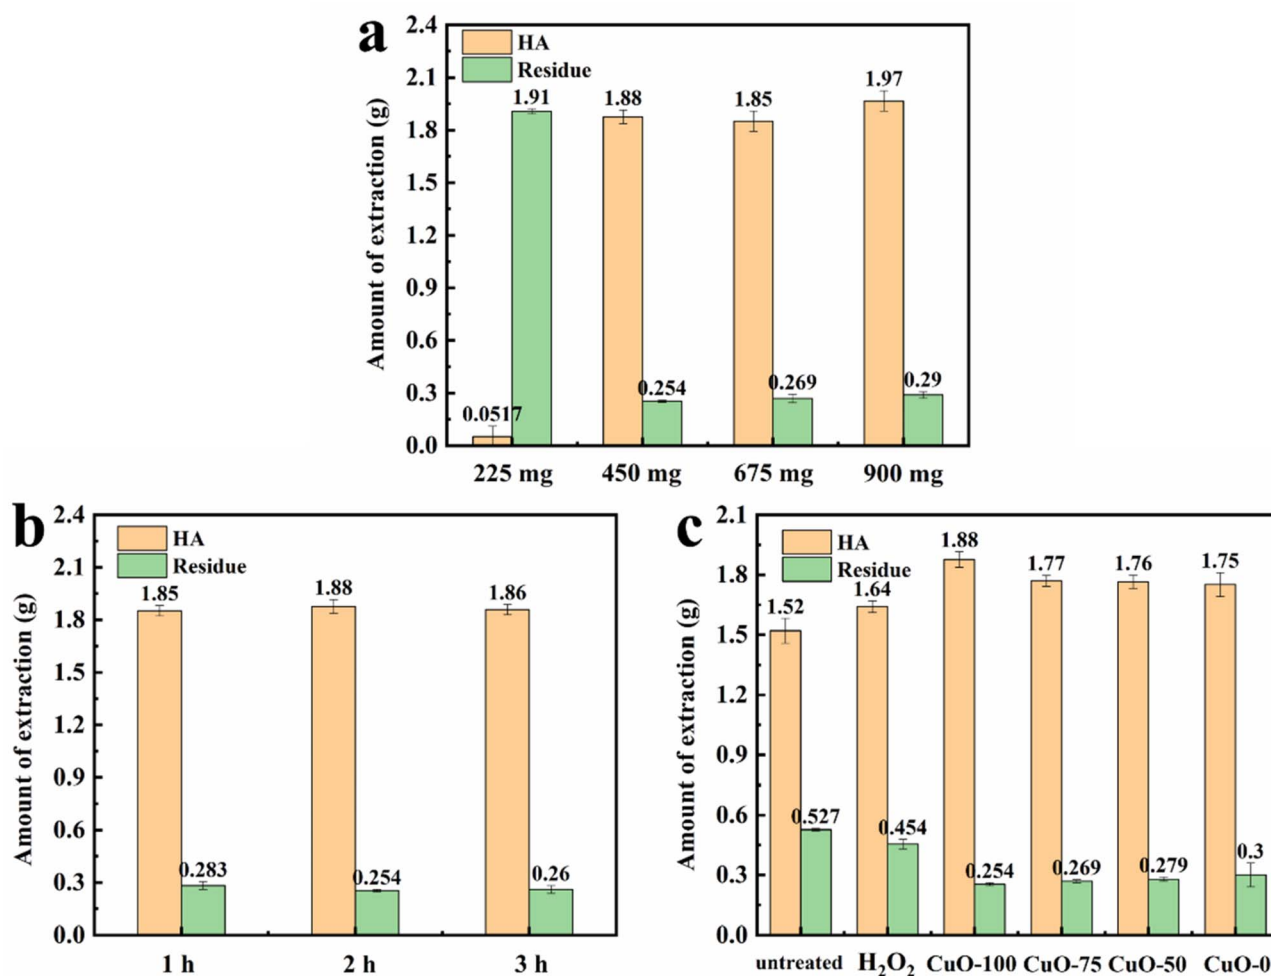 a
HA
Residue
Amount of extraction (g)
2.4
2.1
1.8
1.5
1.2
0.9
0.6
0.3
0.0
0.0517
1.91
1.88
0.254
1.85
0.269
1.97
0.29
225 mg
450 mg
675 mg
900 mg
b
HA
Residue
Amount of extraction (g)
2.4
2.1
1.8
1.5
1.2
0.9
0.6
0.3
0.0
1.85
0.283
1.88
0.254
1.86
0.26
1 h
2 h
3 h
c
HA
Residue
Amount of extraction (g)
2.1
1.8
1.5
1.2
0.9
0.6
0.3
0.0
1.52
0.527
1.64
0.454
1.88
0.254
1.77
0.269
1.76
0.279
1.75
0.3
untreated
H₂O₂
CuO-100
CuO-75
CuO-50
CuO-0